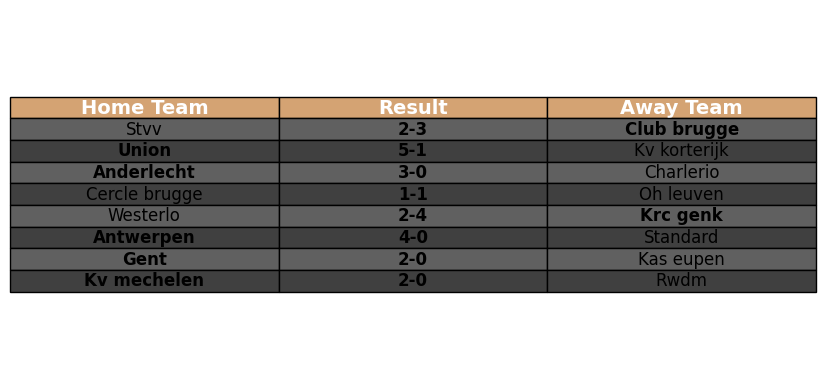 Home Team Result Away Team
Stvv 2-3 Club brugge
Union 5-1 Kv korterijk
Anderlecht 3-0 Charlerio
Cercle brugge 1-1 Oh leuven
Westerlo 2-4 Krc genk
Antwerpen 4-0 Standard
Gent 2-0 Kas eupen
Kv mechelen 2-0 Rwdm